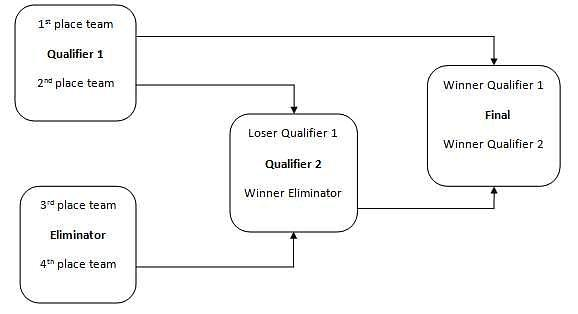 1st place team
Qualifier 1
2nd place team
Loser Qualifier 1
Qualifier 2
Winner Eliminator
Winner Qualifier 1
Final
Winner Qualifier 2
3rd place team
Eliminator
4th place team